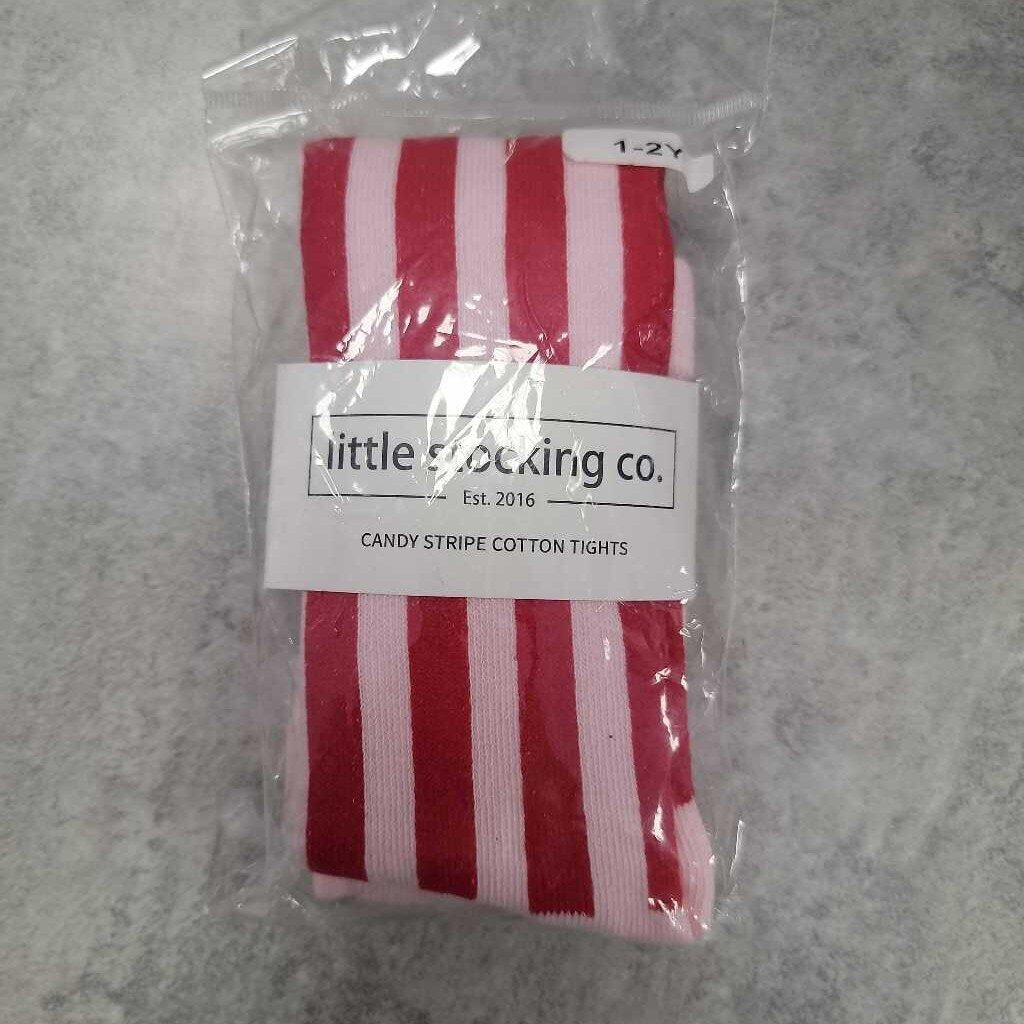 1-2Y
little stocking co.
Est. 2016
CANDY STRIPE COTTON TIGHTS